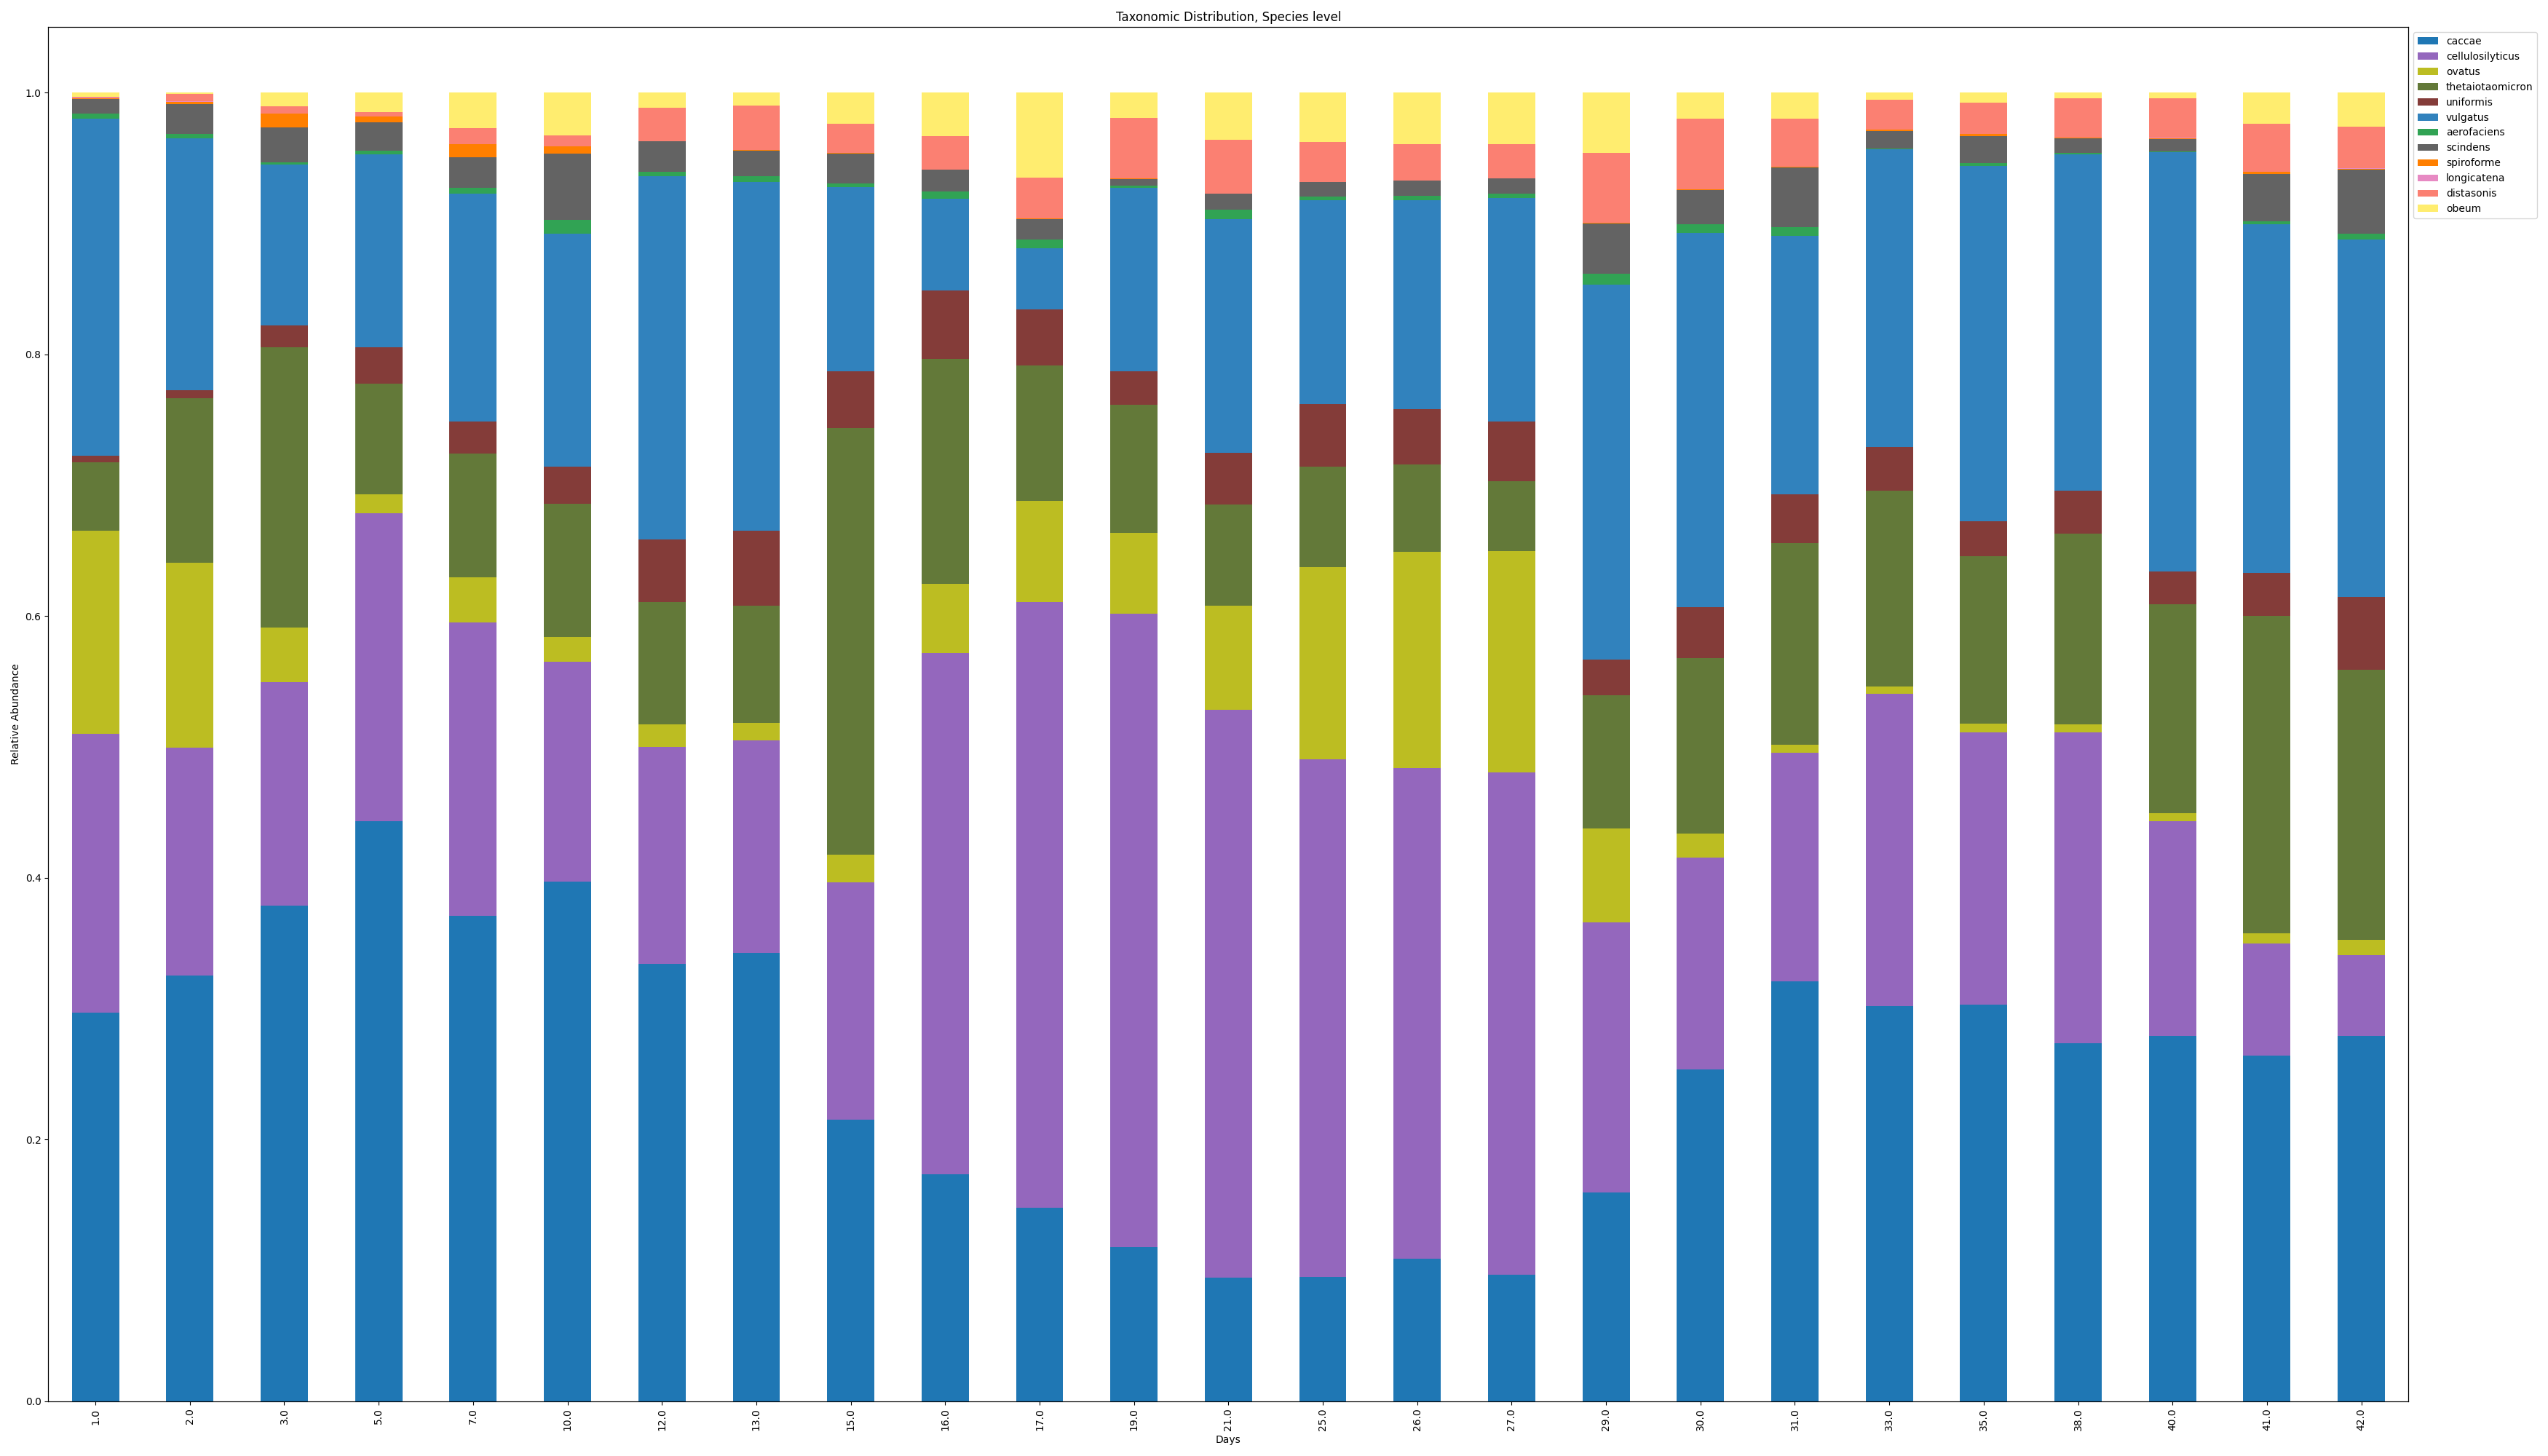 Taxonomic Distribution, Species level
caccae
cellulosilyticus
ovatus
thetaiotaomicron
uniformis
vulgatus
aerofaciens
scindens
spiroforme
longicatena
distasonis
obeum
Relative Abundance
1.0
0.8
0.6
0.4
0.2
0.0
1.0 2.0 3.0 5.0 7.0 10.0 12.0 13.0 15.0 16.0 17.0 19.0 21.0 25.0 26.0 27.0 29.0 30.0 31.0 33.0 35.0 38.0 40.0 41.0 42.0
Days